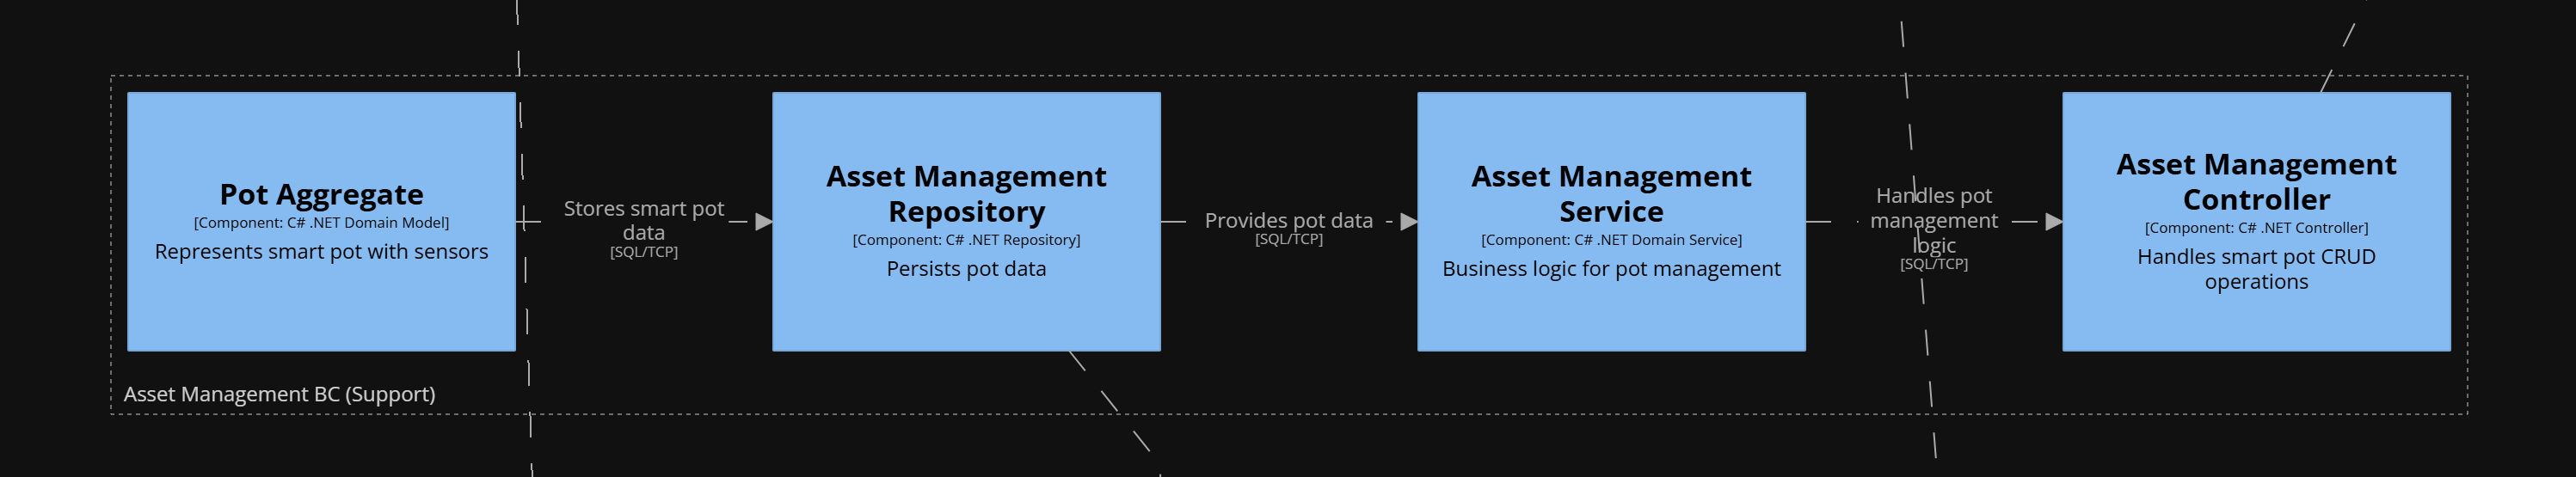 Pot Aggregate
[Component: C# .NET Domain Model]
Represents smart pot with sensors
Stores smart pot
data
[SQL/TCP]
Asset Management
Repository
[Component: C# .NET Repository]
Persists pot data
Provides pot data
[SQL/TCP]
Asset Management
Service
[Component: C# .NET Domain Service]
Business logic for pot management
Handles pot
management
logic
[SQL/TCP]
Asset Management
Controller
[Component: C# .NET Controller]
Handles smart pot CRUD
operations
Asset Management BC (Support)